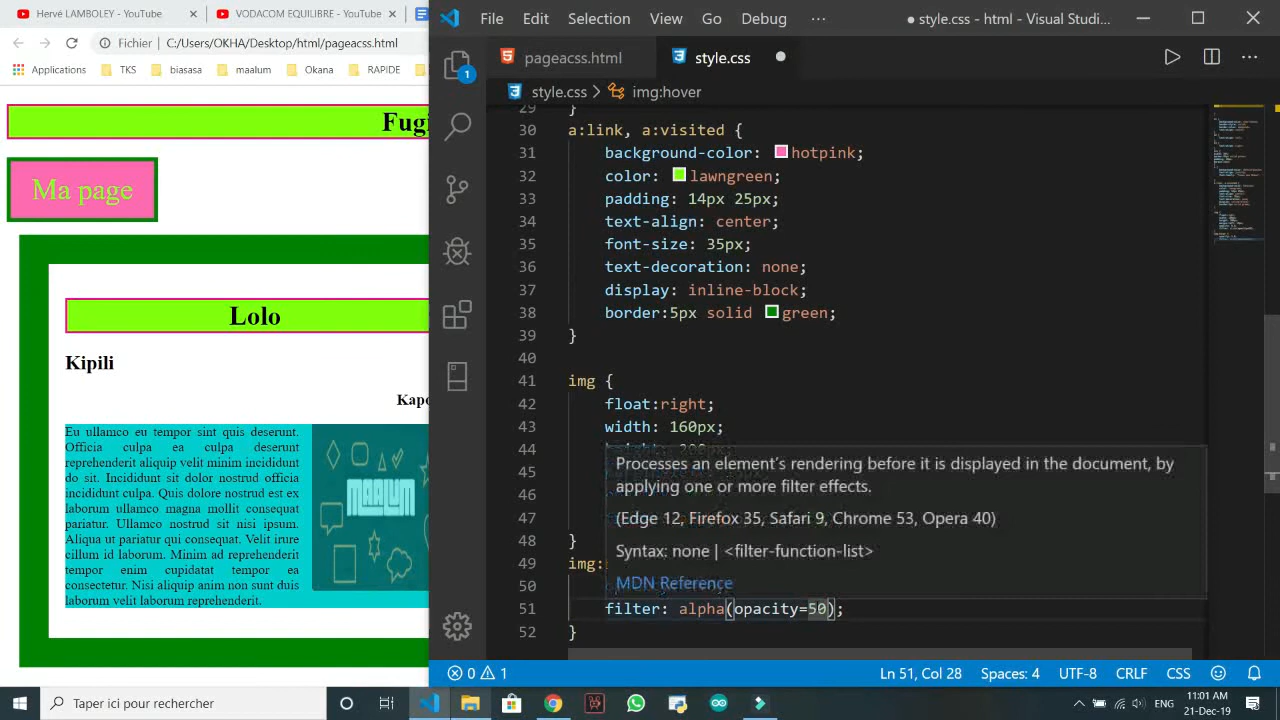 Hervé LAMBOLEY - YouTube
VODACOM EQUILIBRE - YouTube
Fichier | C:/Users/OKHA/Desktop/html/pageacss.html
Applications TKS biasasa maalum Okana RAPIDE
Fugi
Ma page
Lolo
Kipili
Kapo
Eu ullamco eu tempor sint quis deserunt.
Officia culpa ea culpa deserunt
reprehenderit aliquip velit minim incididunt
do sit. Incididunt sit dolor nostrud officia
incididunt culpa. Quis dolore nostrud est ex
laborum ullamco magna mollit consequat
pariatur. Ullamco nostrud sit nisi ipsum.
Aliqua ut pariatur qui consequat. Velit irure
cillum id laborum. Minim ad reprehenderit
tempor enim cupidatat tempor ea
consectetur. Nisi aliquip anim non sunt duis
laborum velit laborum reprehenderit.
MAALUM
File Edit Selection View Go Debug ··· ● style.css - html - Visual Studi...
pageacss.html style.css ●
style.css > img:hover
1
29 }
30 a:link, a:visited {
31 background-color: hotpink;
32 color: lawngreen;
33 padding: 14px 25px;
34 text-align: center;
35 font-size: 35px;
36 text-decoration: none;
37 display: inline-block;
38 border:5px solid green;
39 }
40
41 img {
42 float:right;
43 width: 160px;
44
45
46
47
48 }
49 img:
50
51 filter: alpha(opacity=50);
52 }
Processes an element's rendering before it is displayed in the document, by
applying one or more filter effects.
(Edge 12, Firefox 35, Safari 9, Chrome 53, Opera 40)
Syntax: none | <filter-function-list>
MDN Reference
0 1 Ln 51, Col 28 Spaces: 4 UTF-8 CRLF CSS
Taper ici pour rechercher
ENG
11:01 AM
21-Dec-19